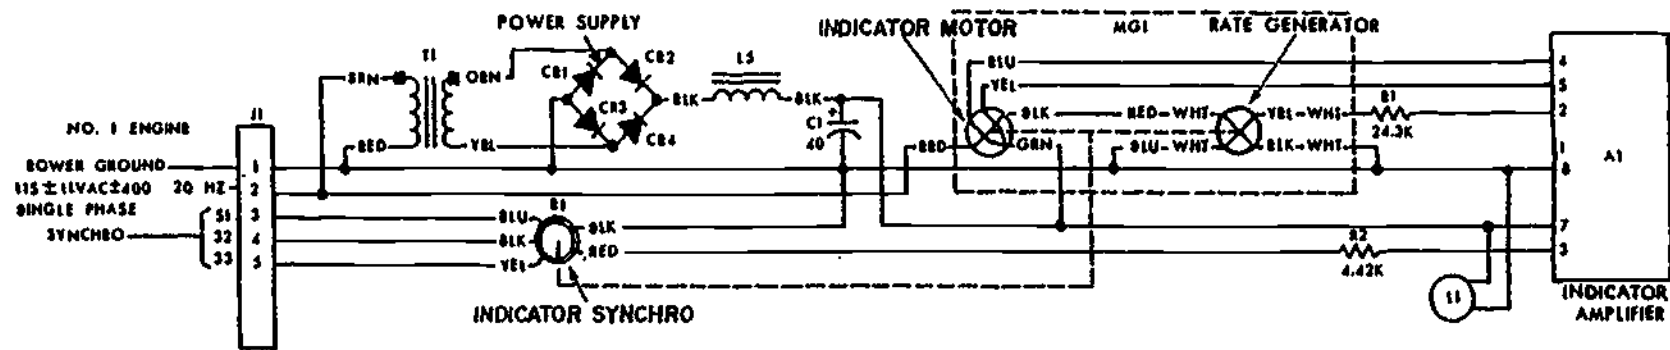 POWER SUPPLY
INDICATOR MOTOR
MG1
RATE GENERATOR
T1
BRN
ORN
RED
YEL
CR1
CR2
CR3
CR4
BLK
L5
BLK
C1
+
40
BLU
YEL
BLK
RED-WHT
YEL-WHT
R1
24.3K
RED
GRN
BLU-WHT
BLK-WHT
4
5
2
1
8
7
3
A1
INDICATOR
AMPLIFIER
NO. 1 ENGINE
J1
POWER GROUND
1
115±11VAC±400 20 HZ
2
SINGLE PHASE
SYNCHRO
S1
3
S2
4
S3
5
BLU
BLK
YEL
B1
BLK
RED
R2
4.42K
INDICATOR SYNCHRO